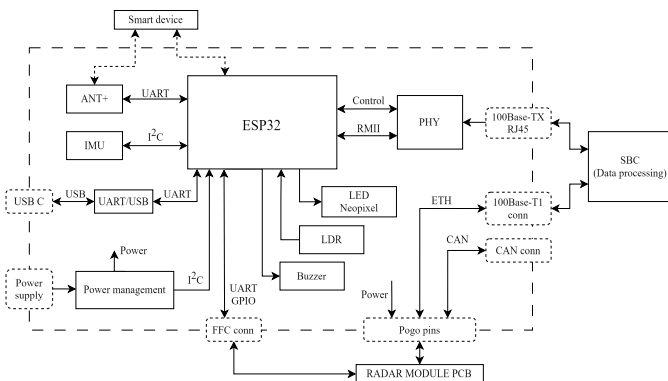 Smart device
ANT+
UART
ESP32
Control
RMII
PHY
100Base-TX
RJ45
IMU
I2C
SBC
(Data processing)
USB C
USB
UART/USB
UART
LED
Neopixel
ETH
100Base-T1
conn
LDR
CAN
CAN conn
Power
Power
supply
Power management
I2C
Buzzer
UART
GPIO
Power
FFC conn
Pogo pins
RADAR MODULE PCB